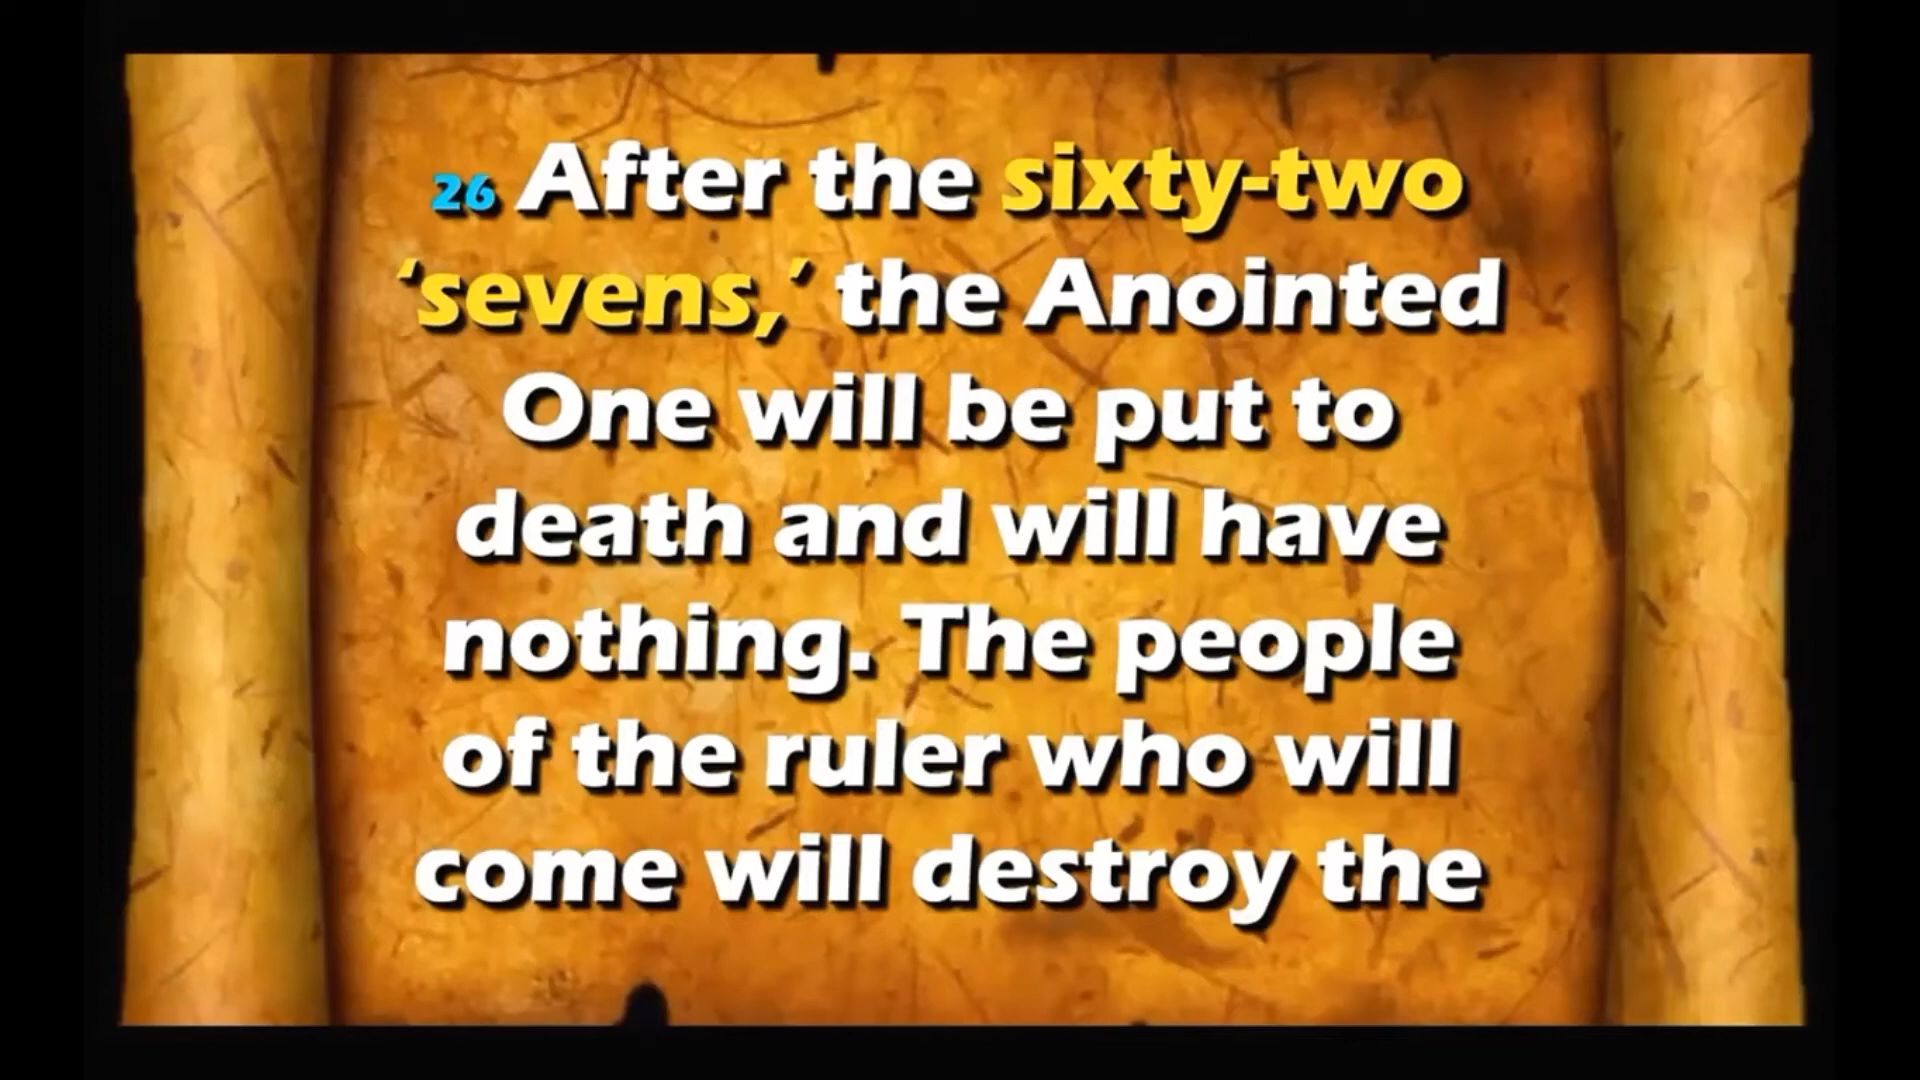 26 After the sixty-two
‘sevens,’ the Anointed
One will be put to
death and will have
nothing. The people
of the ruler who will
come will destroy the